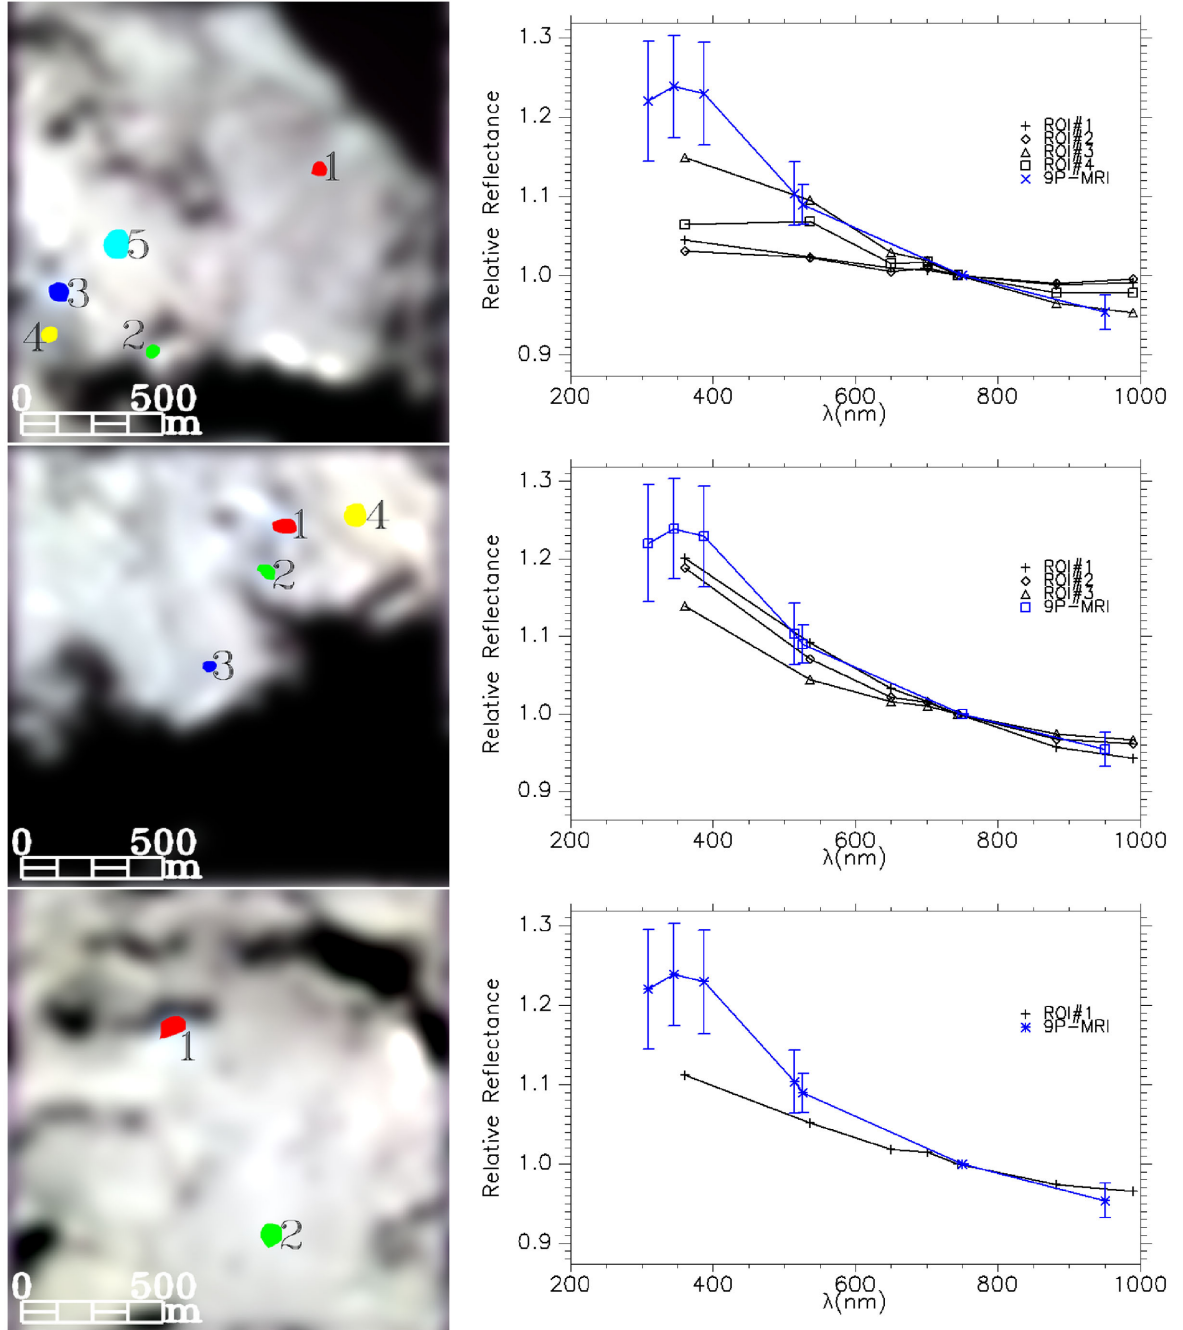 1
5
3
4
2
0 500
m
1.3
1.2
1.1
1.0
0.9
Relative Reflectance
200 400 600 800 1000
λ(nm)
ROI#1
ROI#2
ROI#3
ROI#4
9P-MRI
1
4
2
3
0 500
m
1.3
1.2
1.1
1.0
0.9
Relative Reflectance
200 400 600 800 1000
λ(nm)
ROI#1
ROI#2
ROI#3
9P-MRI
1
2
0 500
m
1.3
1.2
1.1
1.0
0.9
Relative Reflectance
200 400 600 800 1000
λ(nm)
ROI#1
9P-MRI